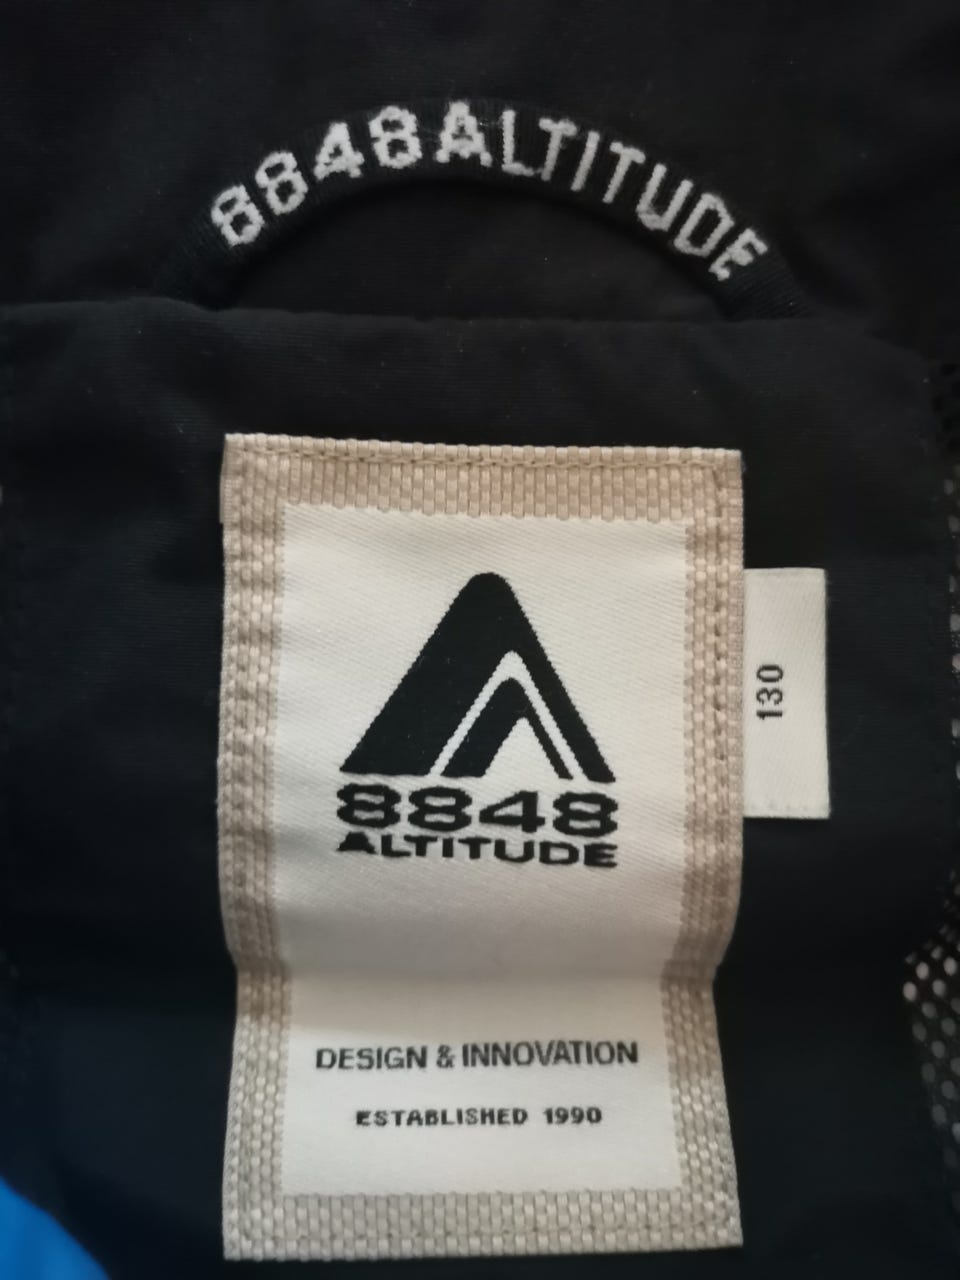 8848ALTITUDE
8848
ALTITUDE
130
DESIGN & INNOVATION
ESTABLISHED 1990